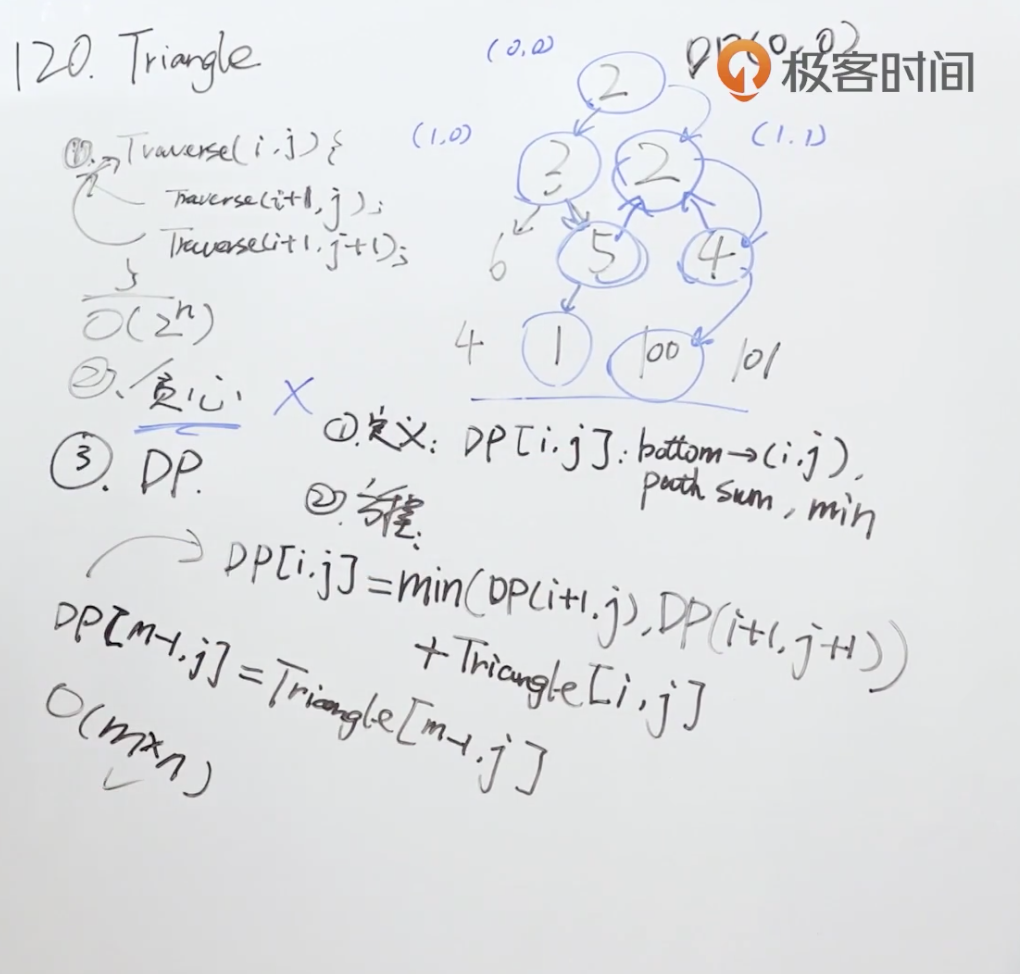 120. Triangle
(0,0)
DP(0,0)
极客时间
2
①. Traverse(i,j){
Traverse(i+1,j);
Traverse(i+1,j+1);
}
O(2ⁿ)
(1,0)
(1,1)
2
6
5
4
4
1
100
101
②、贪心 ×
③. DP.
①.定义: DP[i,j]: bottom→(i,j),
path sum, min
②.方程:
DP[i,j]=min(DP(i+1,j),DP(i+1,j+1))
+Triangle[i,j]
DP[m-1,j]=Triangle[m-1,j]
O(m×n)